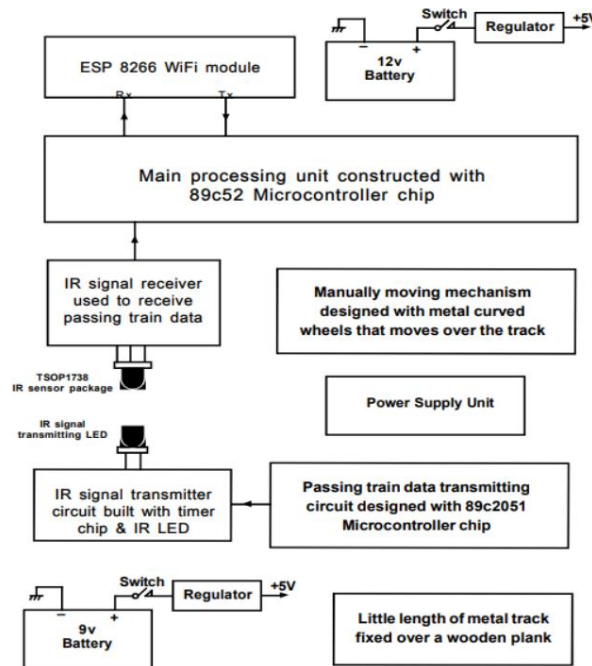 Switch
Regulator
+5V
−
+
12v
Battery
ESP 8266 WiFi module
Rx
Tx
Main processing unit constructed with
89c52 Microcontroller chip
IR signal receiver
used to receive
passing train data
Manually moving mechanism
designed with metal curved
wheels that moves over the track
TSOP1738
IR sensor package
Power Supply Unit
IR signal
transmitting LED
IR signal transmitter
circuit built with timer
chip & IR LED
Passing train data transmitting
circuit designed with 89c2051
Microcontroller chip
Switch
Regulator
+5V
−
+
9v
Battery
Little length of metal track
fixed over a wooden plank